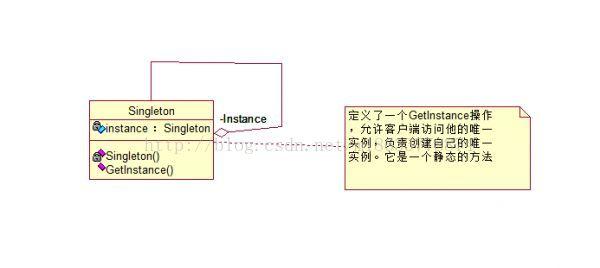 Singleton
instance : Singleton
Singleton()
GetInstance()
-Instance
定义了一个GetInstance操作
，允许客户端访问他的唯一
实例，负责创建自己的唯一
实例。它是一个静态的方法
http://blog.csdn.net/